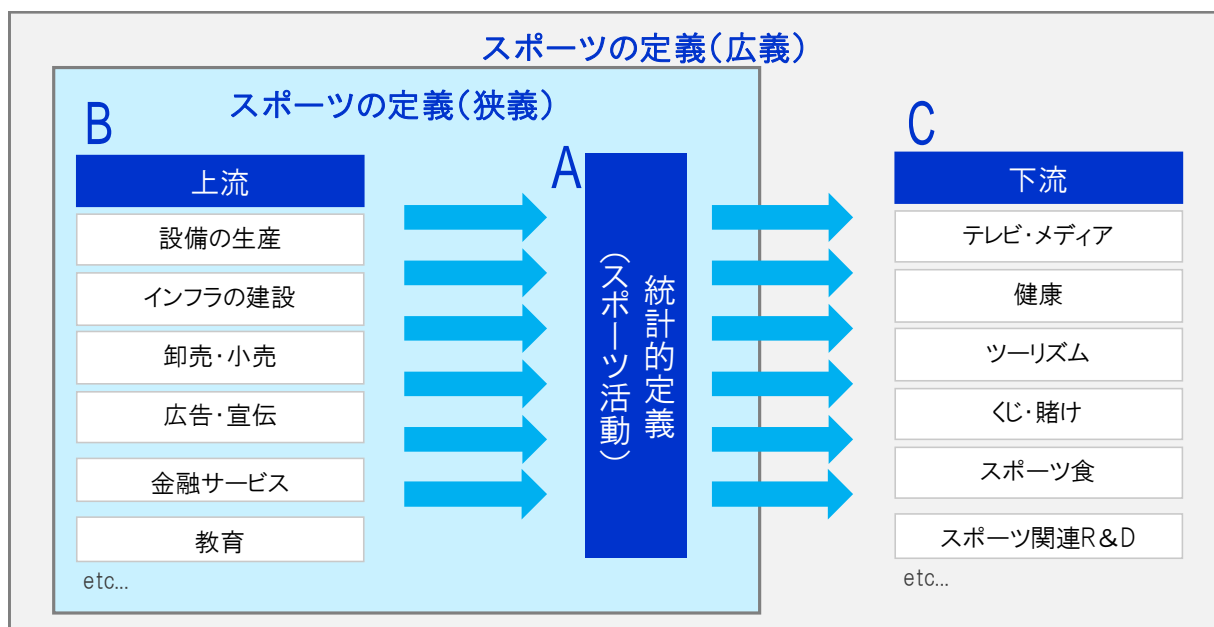 スポーツの定義(広義)
スポーツの定義(狭義)
B
上流
設備の生産
インフラの建設
卸売・小売
広告・宣伝
金融サービス
教育
etc...
A
統計的定義
(スポーツ活動)
C
下流
テレビ・メディア
健康
ツーリズム
くじ・賭け
スポーツ食
スポーツ関連R&D
etc...